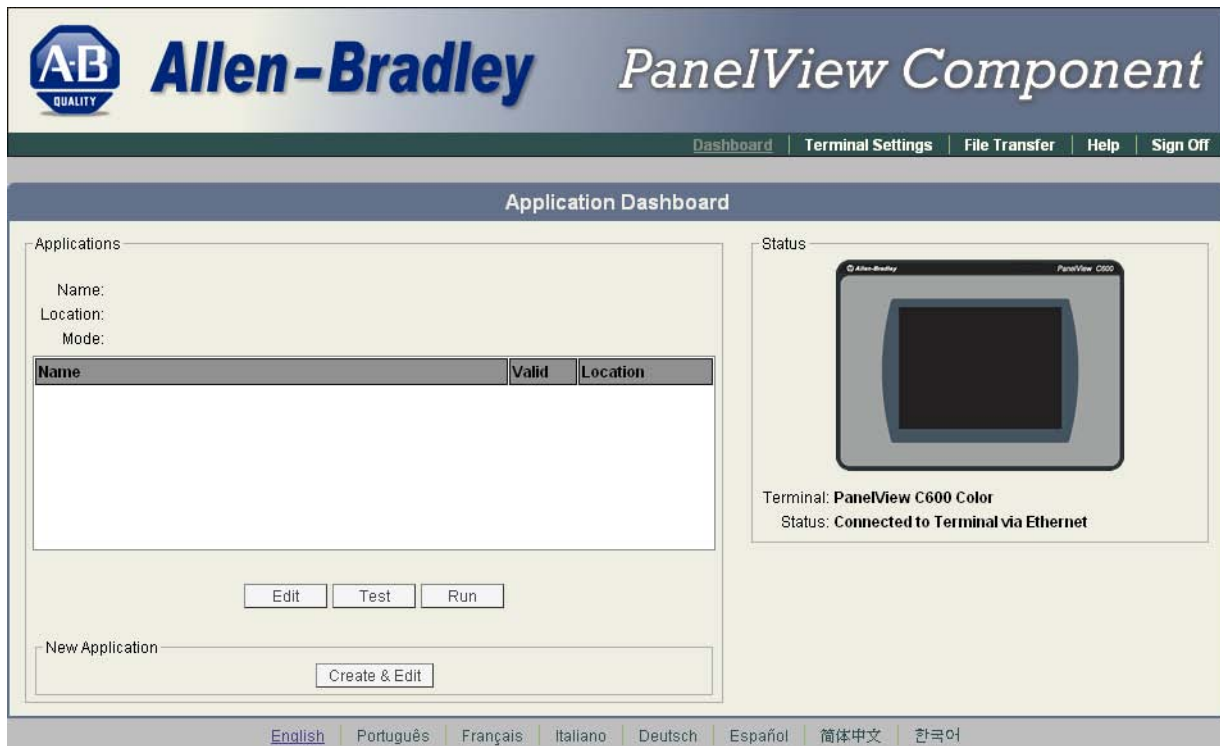 A-B
QUALITY
Allen-Bradley
PanelView Component
Dashboard
Terminal Settings
File Transfer
Help
Sign Off
Application Dashboard
Applications
Name:
Location:
Mode:
Name
Valid
Location
Edit
Test
Run
New Application
Create & Edit
Status
Allen-Bradley
PanelView C600
Terminal: PanelView C600 Color
Status: Connected to Terminal via Ethernet
English
Português
Français
Italiano
Deutsch
Español
简体中文
한국어